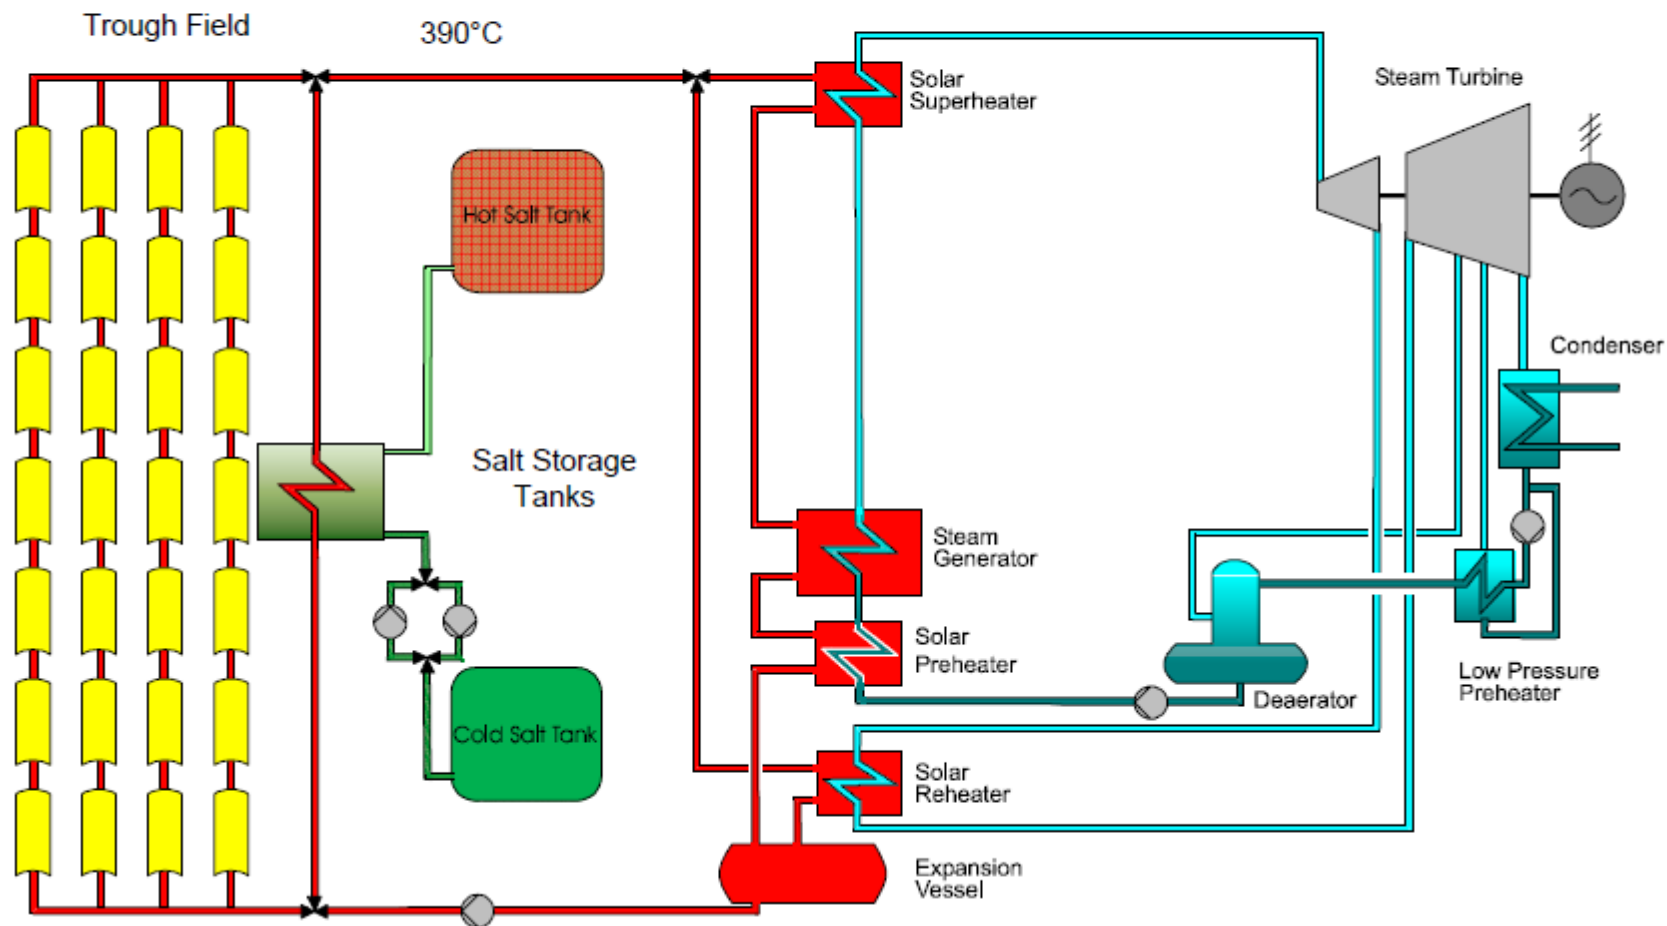 Trough Field
390°C
Solar
Superheater
Steam Turbine
Hot Salt Tank
Condenser
Salt Storage
Tanks
Steam
Generator
Solar
Preheater
Low Pressure
Preheater
Deaerator
Cold Salt Tank
Solar
Reheater
Expansion
Vessel